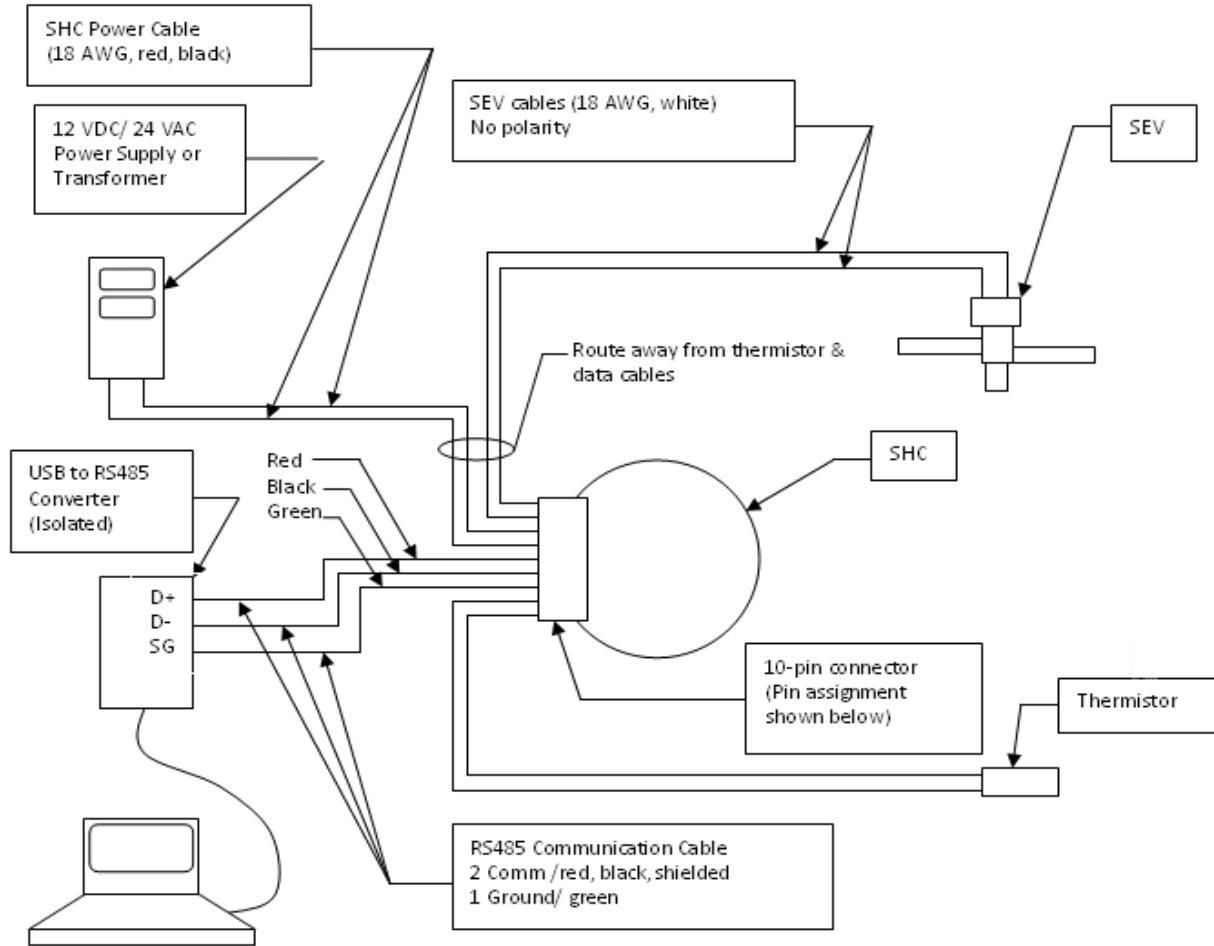 SHC Power Cable
(18 AWG, red, black)
12 VDC/ 24 VAC
Power Supply or
Transformer
SEV cables (18 AWG, white)
No polarity
SEV
Route away from thermistor &
data cables
SHC
USB to RS485
Converter
(Isolated)
Red
Black
Green
D+
D-
SG
10-pin connector
(Pin assignment
shown below)
Thermistor
RS485 Communication Cable
2 Comm /red, black, shielded
1 Ground/ green